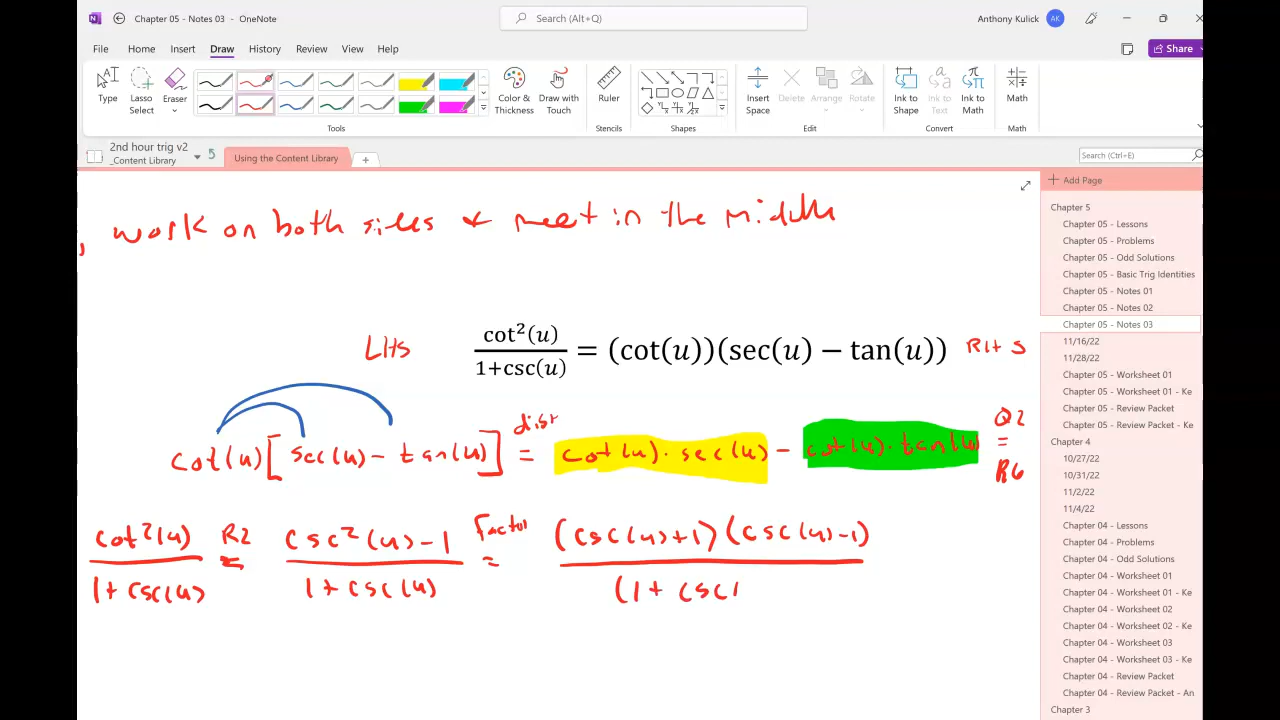 Chapter 05 - Notes 03 - OneNote
Search (Alt+Q)
Anthony Kulick
AK
File Home Insert Draw History Review View Help
Share
Type
Lasso Select
Eraser
Color & Thickness
Draw with Touch
Ruler
Insert Space
Delete
Arrange
Rotate
Ink to Shape
Ink to Text
Ink to Math
Math
Tools
Stencils
Shapes
Edit
Convert
Math
2nd hour trig v2
_Content Library
Using the Content Library
+
Search (Ctrl+E)
, work on both sides & meet in the middle
LHS
cot²(u)
1+csc(u)
= (cot(u))(sec(u) − tan(u))
RHS
cot(u)[sec(u) − tan(u)] = dist cot(u) · sec(u) − cot(u) · tan(u) Q2 = R6
cot²(u) R2 = csc²(u) − 1 Factor = (csc(u)+1)(csc(u)−1)
1 + csc(u) 1 + csc(u) (1 + csc(
Add Page
Chapter 5
Chapter 05 - Lessons
Chapter 05 - Problems
Chapter 05 - Odd Solutions
Chapter 05 - Basic Trig Identities
Chapter 05 - Notes 01
Chapter 05 - Notes 02
Chapter 05 - Notes 03
11/16/22
11/28/22
Chapter 05 - Worksheet 01
Chapter 05 - Worksheet 01 - Ke
Chapter 05 - Review Packet
Chapter 05 - Review Packet - Ke
Chapter 4
10/27/22
10/31/22
11/2/22
11/4/22
Chapter 04 - Lessons
Chapter 04 - Problems
Chapter 04 - Odd Solutions
Chapter 04 - Worksheet 01
Chapter 04 - Worksheet 01 - Ke
Chapter 04 - Worksheet 02
Chapter 04 - Worksheet 02 - Ke
Chapter 04 - Worksheet 03
Chapter 04 - Worksheet 03 - Ke
Chapter 04 - Review Packet
Chapter 04 - Review Packet - An
Chapter 3